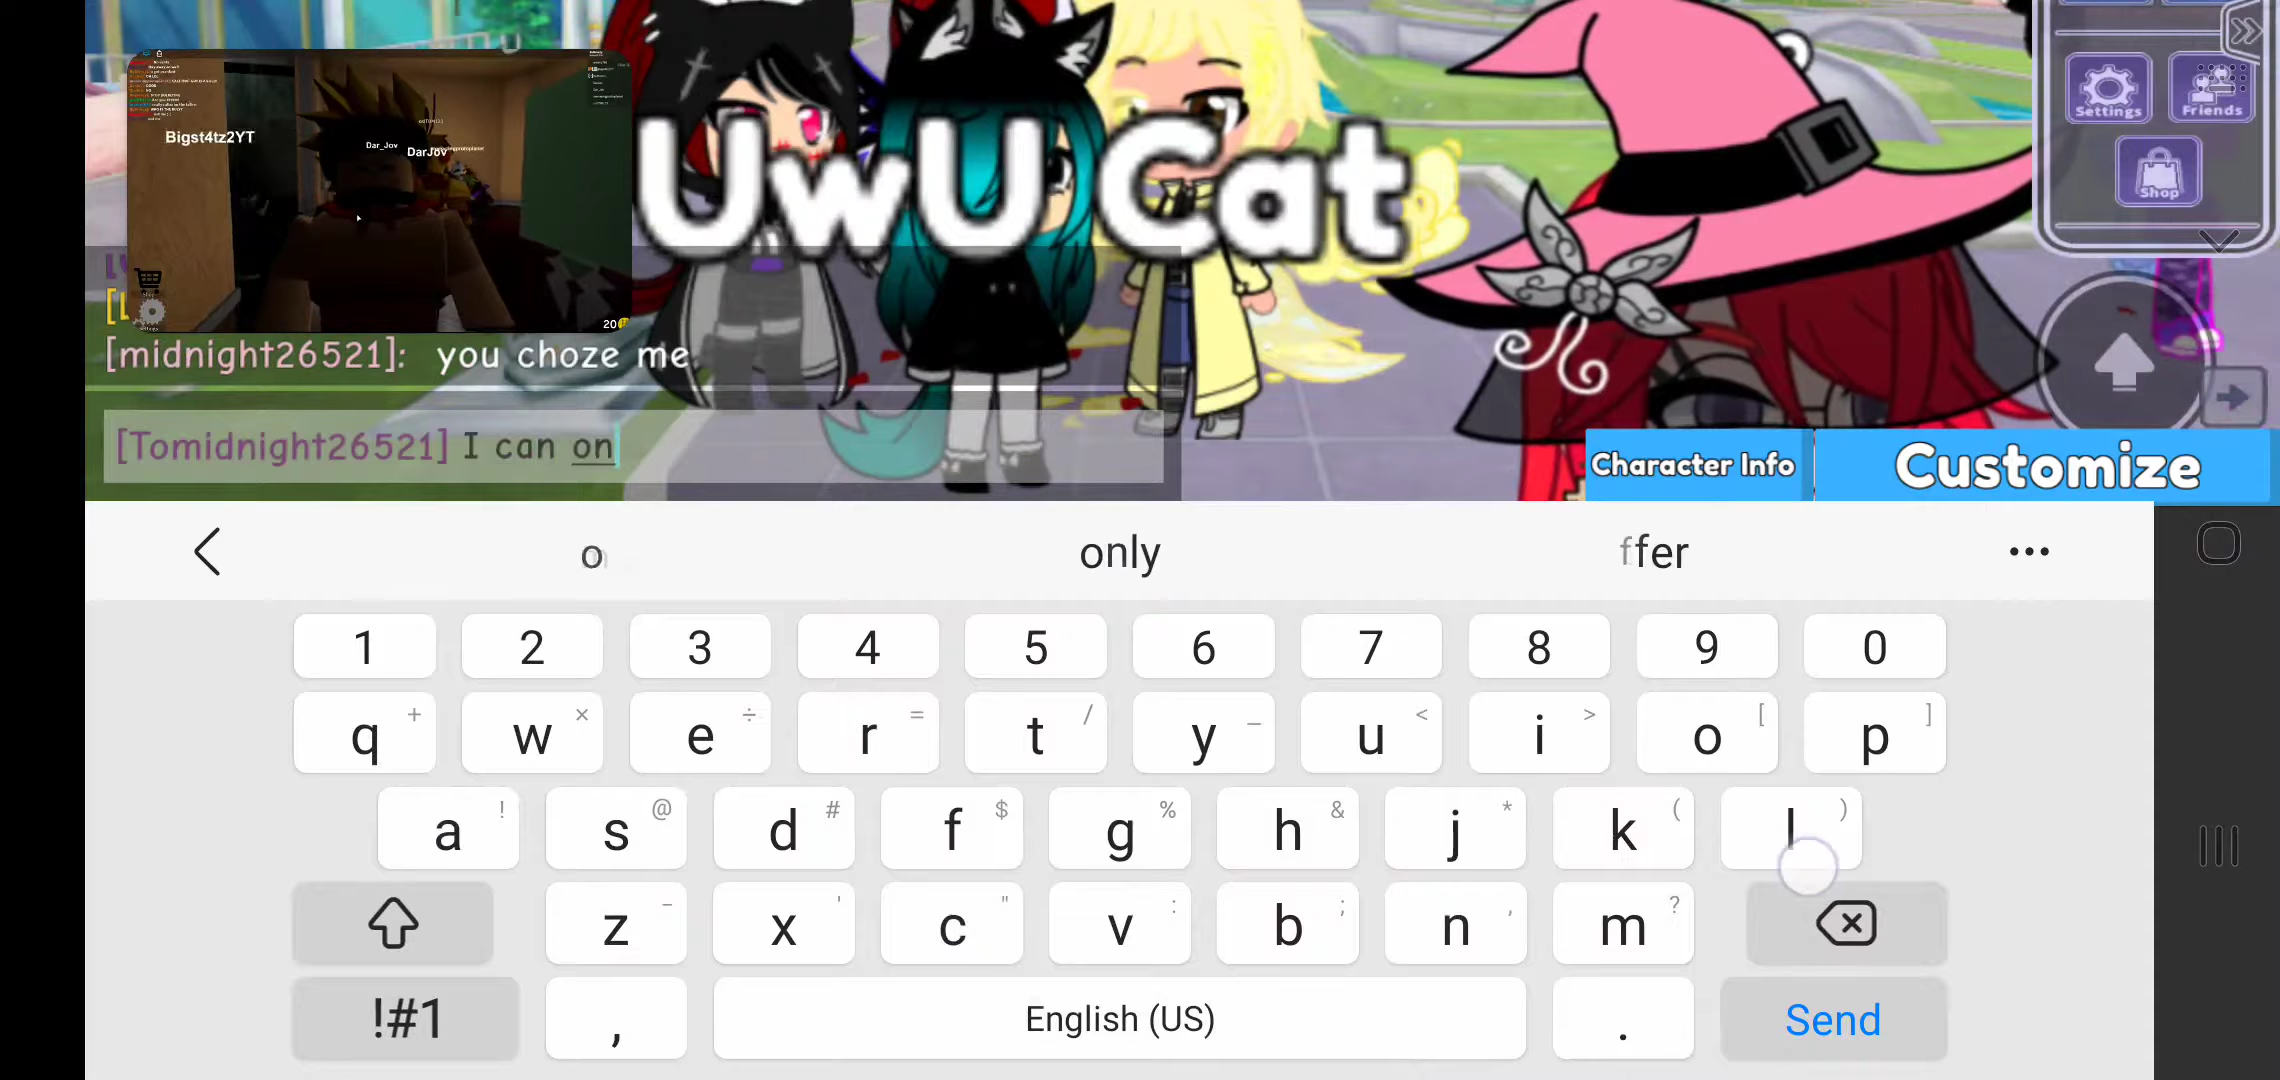 Bigst4tz2YT
Dar_Jov
DarJov
20
UwU Cat
Settings
Friends
Shop
[midnight26521]: you choze me
[Tomidnight26521] I can on
Character Info
Customize
only
ffer
1 2 3 4 5 6 7 8 9 0
q + w × e ÷ r = t / y _ u < i > o [ p ]
a ! s @ d # f $ g % h & j * k ( l )
z - x ' c " v : b ; n , m ?
!#1 , English (US) . Send